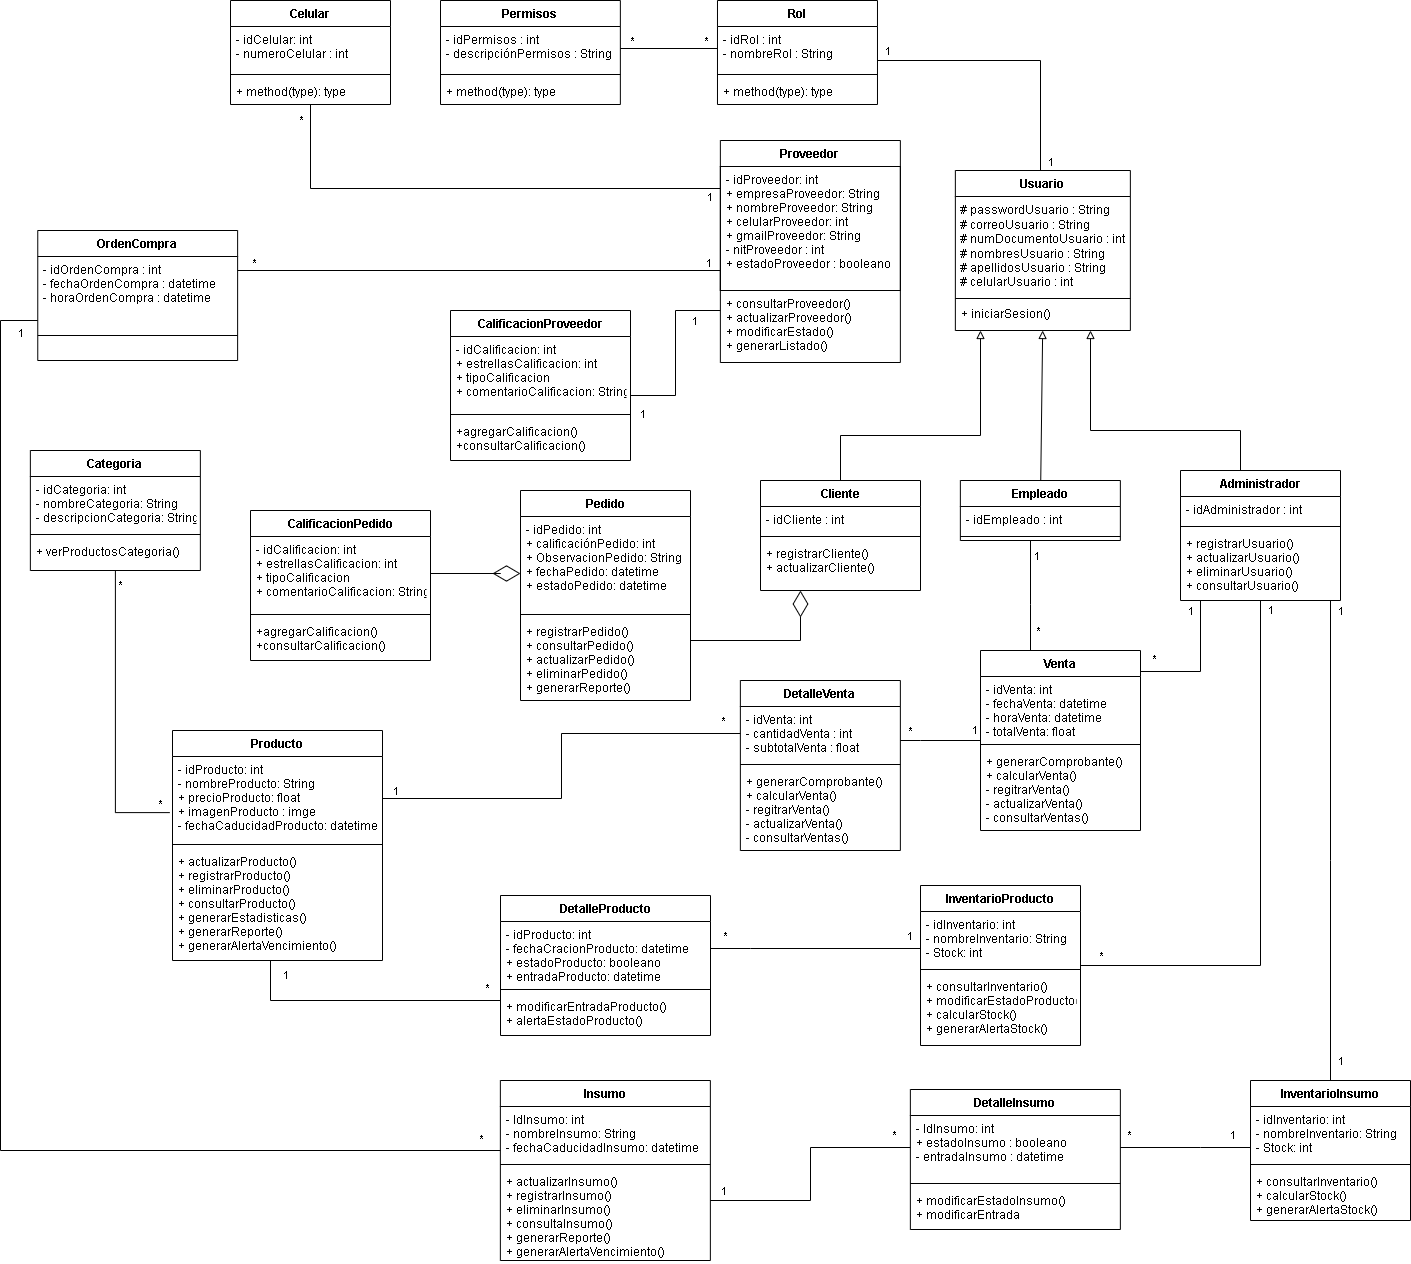 Celular
- idCelular: int
- numeroCelular : int
+ method(type): type
*
Permisos
- idPermisos : int
- descripciónPermisos : String
+ method(type): type
*
*
Rol
- idRol : int
- nombreRol : String
+ method(type): type
1
1
Proveedor
- idProveedor: int
+ empresaProveedor: String
+ nombreProveedor: String
+ celularProveedor: int
+ gmailProveedor: String
- nitProveedor : int
+ estadoProveedor : booleano
+ consultarProveedor()
+ actualizarProveedor()
+ modificarEstado()
+ generarListado()
1
1
1
Usuario
# passwordUsuario : String
# correoUsuario : String
# numDocumentoUsuario : int
# nombresUsuario : String
# apellidosUsuario : String
# celularUsuario : int
+ iniciarSesion()
OrdenCompra
- idOrdenCompra : int
- fechaOrdenCompra : datetime
- horaOrdenCompra : datetime
*
1
CalificacionProveedor
- idCalificacion: int
+ estrellasCalificacion: int
+ tipoCalificacion
+ comentarioCalificacion: String
+agregarCalificacion()
+consultarCalificacion()
1
Categoria
- idCategoria: int
- nombreCategoria: String
- descripcionCategoria: String
+ verProductosCategoria()
*
CalificacionPedido
- idCalificacion: int
+ estrellasCalificacion: int
+ tipoCalificacion
+ comentarioCalificacion: String
+agregarCalificacion()
+consultarCalificacion()
Pedido
- idPedido: int
+ calificaciónPedido: int
+ ObservacionPedido: String
+ fechaPedido: datetime
+ estadoPedido: datetime
+ registrarPedido()
+ consultarPedido()
+ actualizarPedido()
+ eliminarPedido()
+ generarReporte()
Cliente
- idCliente : int
+ registrarCliente()
+ actualizarCliente()
Empleado
- idEmpleado : int
1
*
Administrador
- idAdministrador : int
+ registrarUsuario()
+ actualizarUsuario()
+ eliminarUsuario()
+ consultarUsuario()
1
1
1
Venta
- idVenta: int
- fechaVenta: datetime
- horaVenta: datetime
- totalVenta: float
+ generarComprobante()
+ calcularVenta()
- regitrarVenta()
- actualizarVenta()
- consultarVentas()
*
1
DetalleVenta
- idVenta: int
- cantidadVenta : int
- subtotalVenta : float
+ generarComprobante()
+ calcularVenta()
- regitrarVenta()
- actualizarVenta()
- consultarVentas()
*
*
Producto
- idProducto: int
- nombreProducto: String
+ precioProducto: float
+ imagenProducto : imge
- fechaCaducidadProducto: datetime
+ actualizarProducto()
+ registrarProducto()
+ eliminarProducto()
+ consultarProducto()
+ generarEstadisticas()
+ generarReporte()
+ generarAlertaVencimiento()
*
1
1
DetalleProducto
- idProducto: int
- fechaCracionProducto: datetime
+ estadoProducto: booleano
+ entradaProducto: datetime
+ modificarEntradaProducto()
+ alertaEstadoProducto()
*
*
InventarioProducto
- idInventario: int
- nombreInventario: String
- Stock: int
+ consultarInventario()
+ modificarEstadoProducto()
+ calcularStock()
+ generarAlertaStock()
1
*
Insumo
- IdInsumo: int
- nombreInsumo: String
- fechaCaducidadInsumo: datetime
+ actualizarInsumo()
+ registrarInsumo()
+ eliminarInsumo()
+ consultaInsumo()
+ generarReporte()
+ generarAlertaVencimiento()
*
1
DetalleInsumo
- IdInsumo: int
+ estadoInsumo : booleano
- entradaInsumo : datetime
+ modificarEstadoInsumo()
+ modificarEntrada
*
*
InventarioInsumo
- idInventario: int
- nombreInventario: String
- Stock: int
+ consultarInventario()
+ calcularStock()
+ generarAlertaStock()
1
1